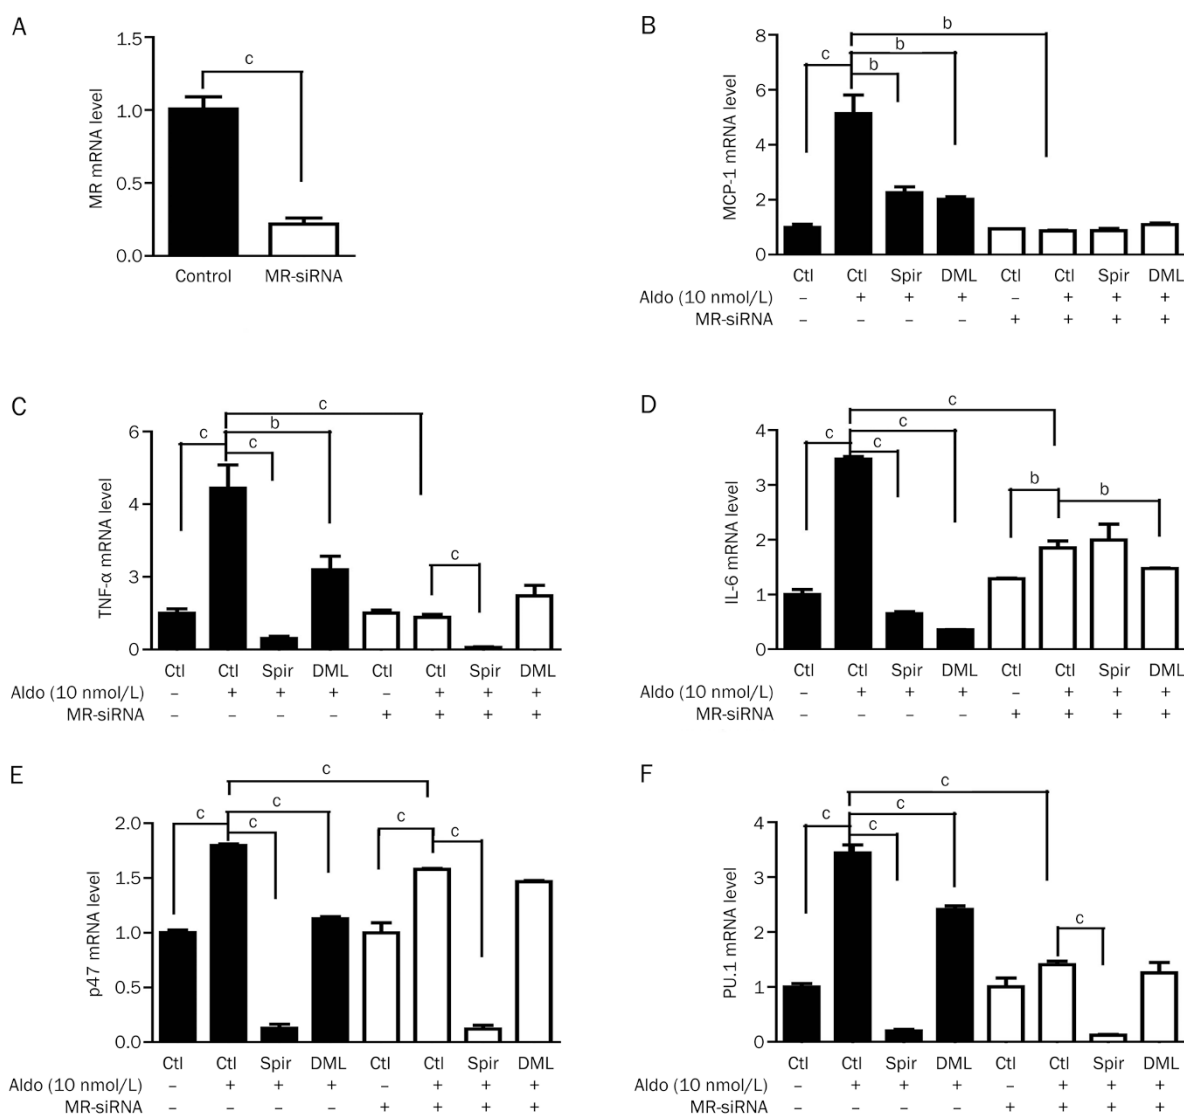 A
1.5
1.0
0.5
0.0
MR mRNA level
c
Control MR-siRNA
B
8
6
4
2
0
MCP-1 mRNA level
b
b
c b
Ctl Ctl Spir DML Ctl Ctl Spir DML
Aldo (10 nmol/L) – + + + – + + +
MR-siRNA – – – – + + + +
C
6
4
3
0
TNF-α mRNA level
c
b
c c
c
Ctl Ctl Spir DML Ctl Ctl Spir DML
Aldo (10 nmol/L) – + + + – + + +
MR-siRNA – – – – + + + +
D
4
3
2
1
0
IL-6 mRNA level
c
c
c c
b b
Ctl Ctl Spir DML Ctl Ctl Spir DML
Aldo (10 nmol/L) – + + + – + + +
MR-siRNA – – – – + + + +
E
2.0
1.5
1.0
0.5
0.0
p47 mRNA level
c
c
c c
c c
Ctl Ctl Spir DML Ctl Ctl Spir DML
Aldo (10 nmol/L) – + + + – + + +
MR-siRNA – – – – + + + +
F
4
3
2
1
0
PU.1 mRNA level
c
c
c c
c
Ctl Ctl Spir DML Ctl Ctl Spir DML
Aldo (10 nmol/L) – + + + – + + +
MR-siRNA – – – – + + + +